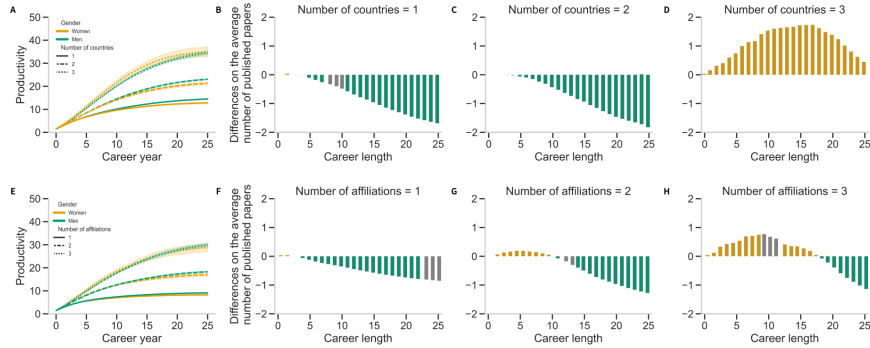 A
50
40
30
20
10
0
Productivity
Gender
Women
Men
Number of countries
1
2
3
0 5 10 15 20 25
Career year
B
Number of countries = 1
Differences on the average
number of published papers
2
1
0
−1
−2
0 5 10 15 20 25
Career length
C
Number of countries = 2
2
1
0
−1
−2
0 5 10 15 20 25
Career length
D
Number of countries = 3
2
1
0
−1
−2
0 5 10 15 20 25
Career length
E
50
40
30
20
10
0
Productivity
Gender
Women
Men
Number of affiliations
1
2
3
0 5 10 15 20 25
Career year
F
Number of affiliations = 1
Differences on the average
number of published papers
2
1
0
−1
−2
0 5 10 15 20 25
Career length
G
Number of affiliations = 2
2
1
0
−1
−2
0 5 10 15 20 25
Career length
H
Number of affiliations = 3
2
1
0
−1
−2
0 5 10 15 20 25
Career length